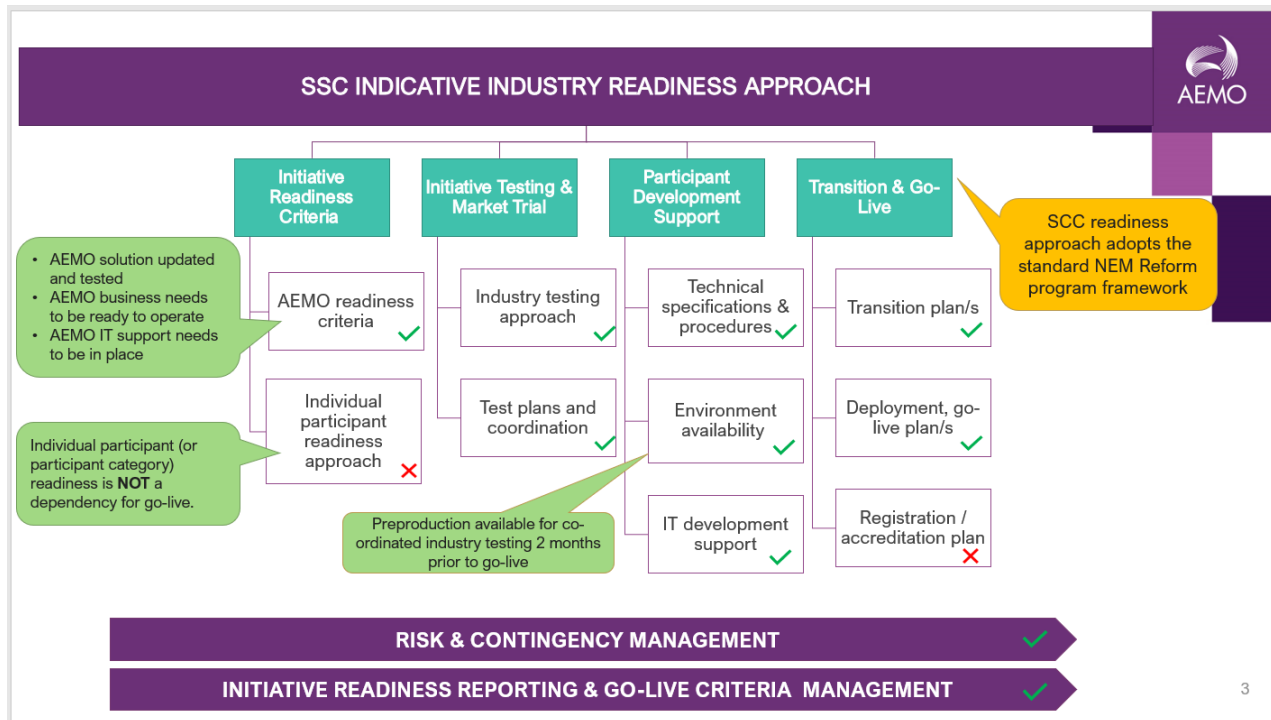 SSC INDICATIVE INDUSTRY READINESS APPROACH
AEMO
Initiative
Readiness
Criteria
Initiative Testing &
Market Trial
Participant
Development
Support
Transition & Go-
Live
SCC readiness
approach adopts the
standard NEM Reform
program framework
• AEMO solution updated
and tested
• AEMO business needs
to be ready to operate
• AEMO IT support needs
to be in place
AEMO readiness
criteria
Industry testing
approach
Technical
specifications &
procedures
Transition plan/s
Individual
participant
readiness
approach
Test plans and
coordination
Environment
availability
Deployment, go-
live plan/s
Individual participant (or
participant category)
readiness is NOT a
dependency for go-live.
Preproduction available for co-
ordinated industry testing 2 months
prior to go-live
IT development
support
Registration /
accreditation plan
RISK & CONTINGENCY MANAGEMENT
INITIATIVE READINESS REPORTING & GO-LIVE CRITERIA MANAGEMENT
3